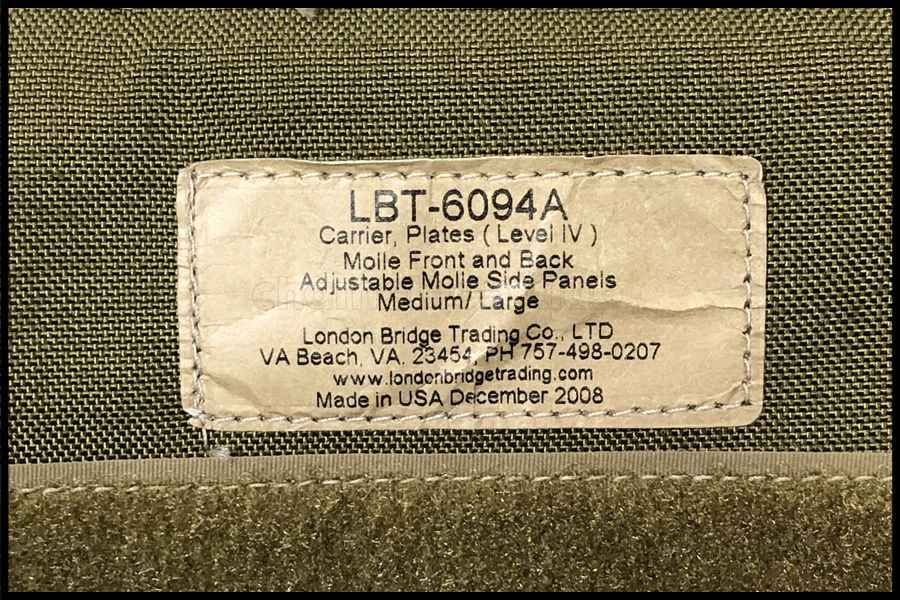 LBT-6094A
Carrier, Plates ( Level IV )
Molle Front and Back
Adjustable Molle Side Panels
Medium/ Large
London Bridge Trading Co., LTD
VA Beach, VA. 23454, PH 757-498-0207
www.londonbridgetrading.com
Made in USA December 2008